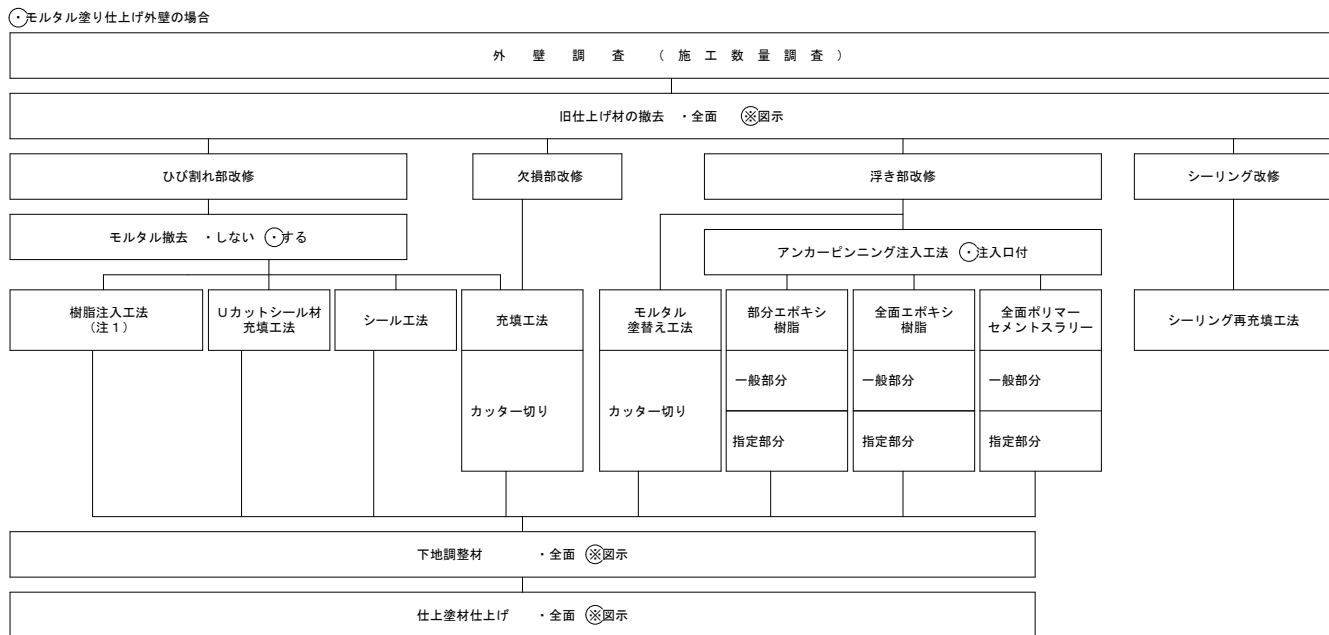 ⊙モルタル塗り仕上げ外壁の場合
外壁調査(施工数量調査)
旧仕上げ材の撤去 ・全面 ※図示
ひび割れ部改修
欠損部改修
浮き部改修
シーリング改修
モルタル撤去 ・しない ⊙する
アンカーピンニング注入工法 ⊙注入口付
樹脂注入工法
(注1)
Uカットシール材
充填工法
シール工法
充填工法
モルタル
塗替え工法
部分エポキシ
樹脂
全面エポキシ
樹脂
全面ポリマー
セメントスラリー
シーリング再充填工法
カッター切り
カッター切り
一般部分
一般部分
一般部分
指定部分
指定部分
指定部分
下地調整材 ・全面 ※図示
仕上塗材仕上げ ・全面 ※図示